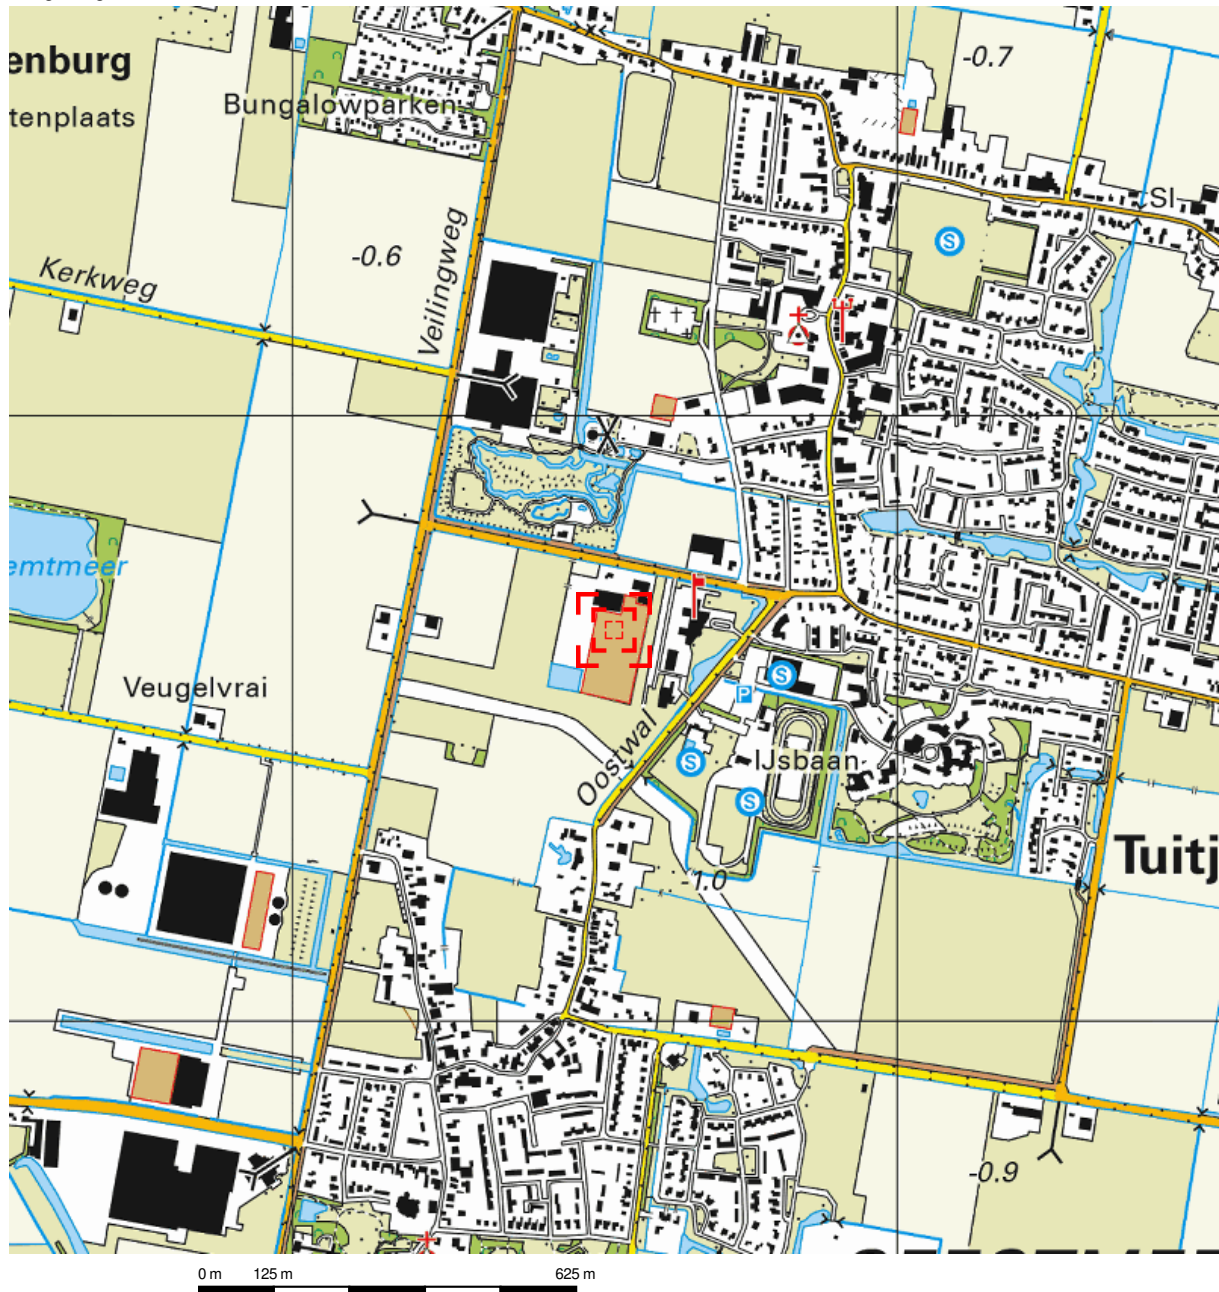 enburg
tenplaats
Bungalowparken
-0.7
Sl
S
Veilingweg
-0.6
Kerkweg
emtmeer
Veugelvrai
S
P
Oostwal
S
IJsbaan
S
Tuitj
-1.0
-0.9
0 m 125 m 625 m